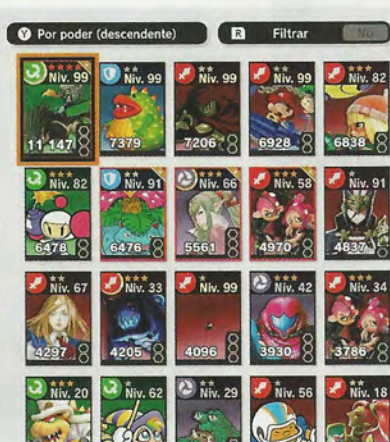 Y Por poder (descendente) R Filtrar No
Niv. 99 Niv. 99 Niv. 99 Niv. 99 Niv. 82
11 147 7379 7206 6928 6838
Niv. 82 Niv. 91 Niv. 66 Niv. 58 Niv. 91
6478 6476 5561 4970 4837
Niv. 67 Niv. 33 Niv. 99 Niv. 42 Niv. 34
4297 4205 4096 3930 3786
Niv. 20 Niv. 62 Niv. 29 Niv. 56 Niv. 18